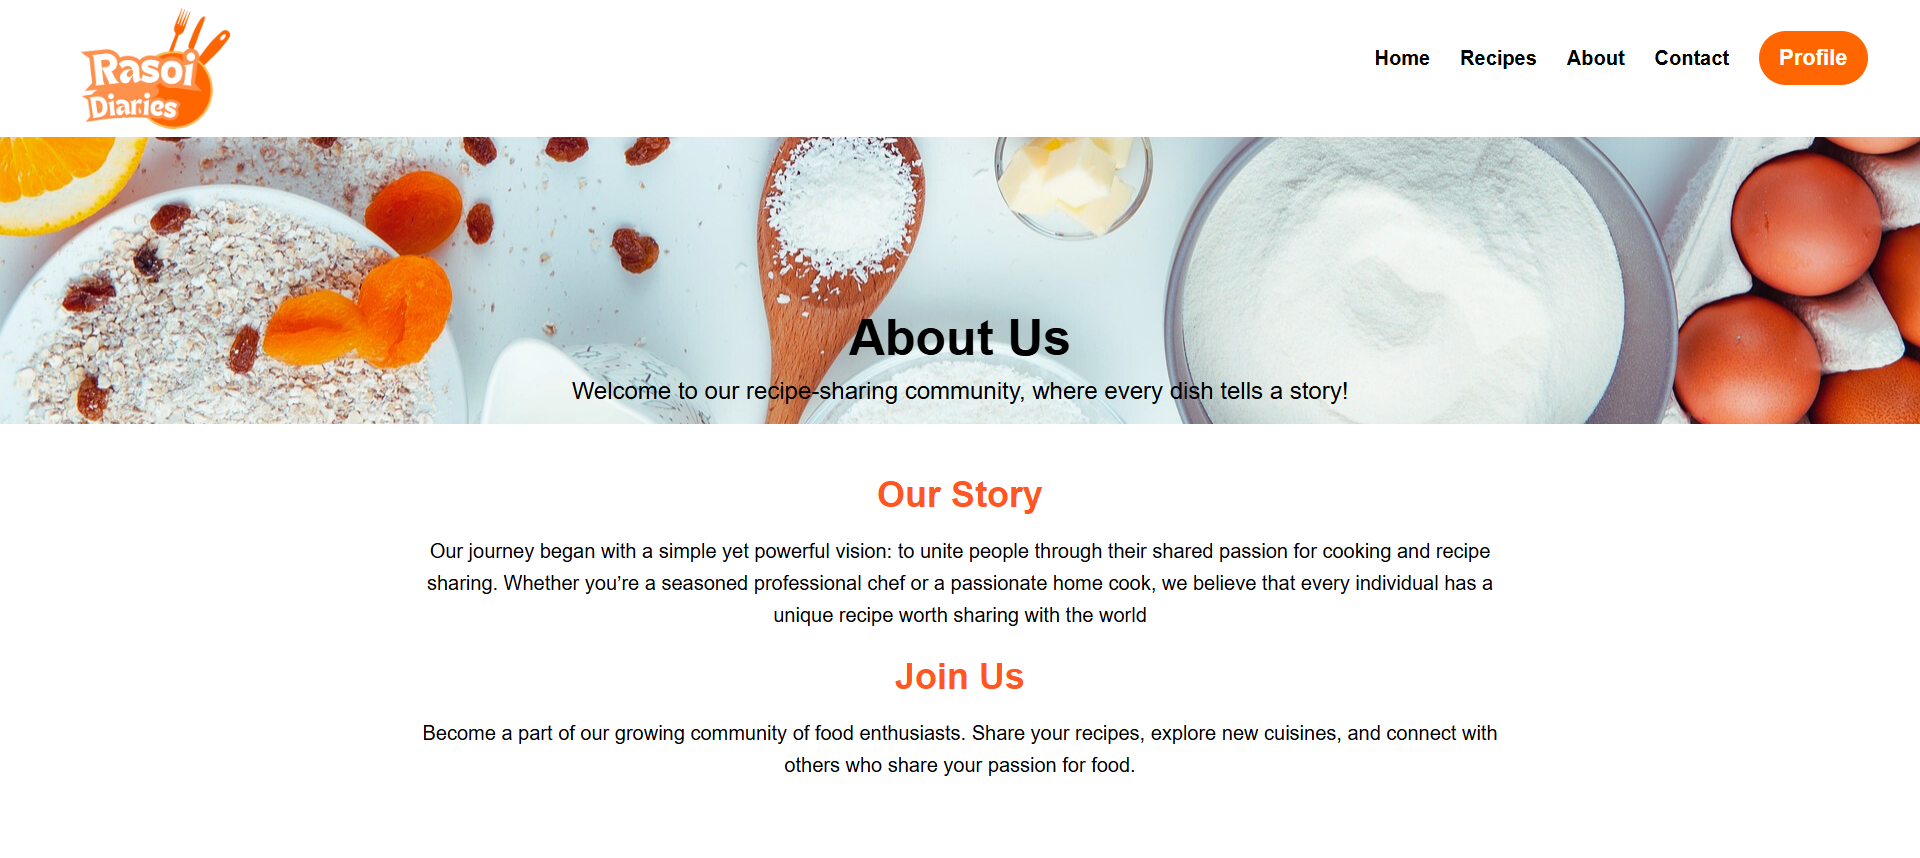 Rasoi
Diaries
Home Recipes About Contact Profile
About Us
Welcome to our recipe-sharing community, where every dish tells a story!
Our Story
Our journey began with a simple yet powerful vision: to unite people through their shared passion for cooking and recipe
sharing. Whether you’re a seasoned professional chef or a passionate home cook, we believe that every individual has a
unique recipe worth sharing with the world
Join Us
Become a part of our growing community of food enthusiasts. Share your recipes, explore new cuisines, and connect with
others who share your passion for food.